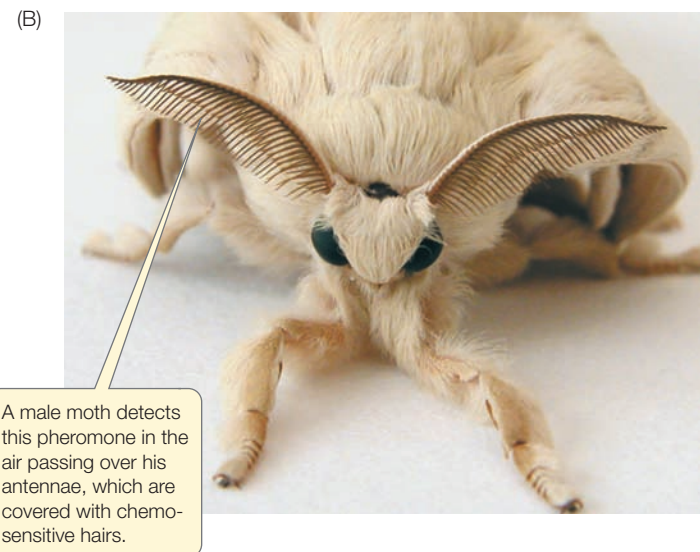 (B)
A male moth detects
this pheromone in the
air passing over his
antennae, which are
covered with chemo-
sensitive hairs.